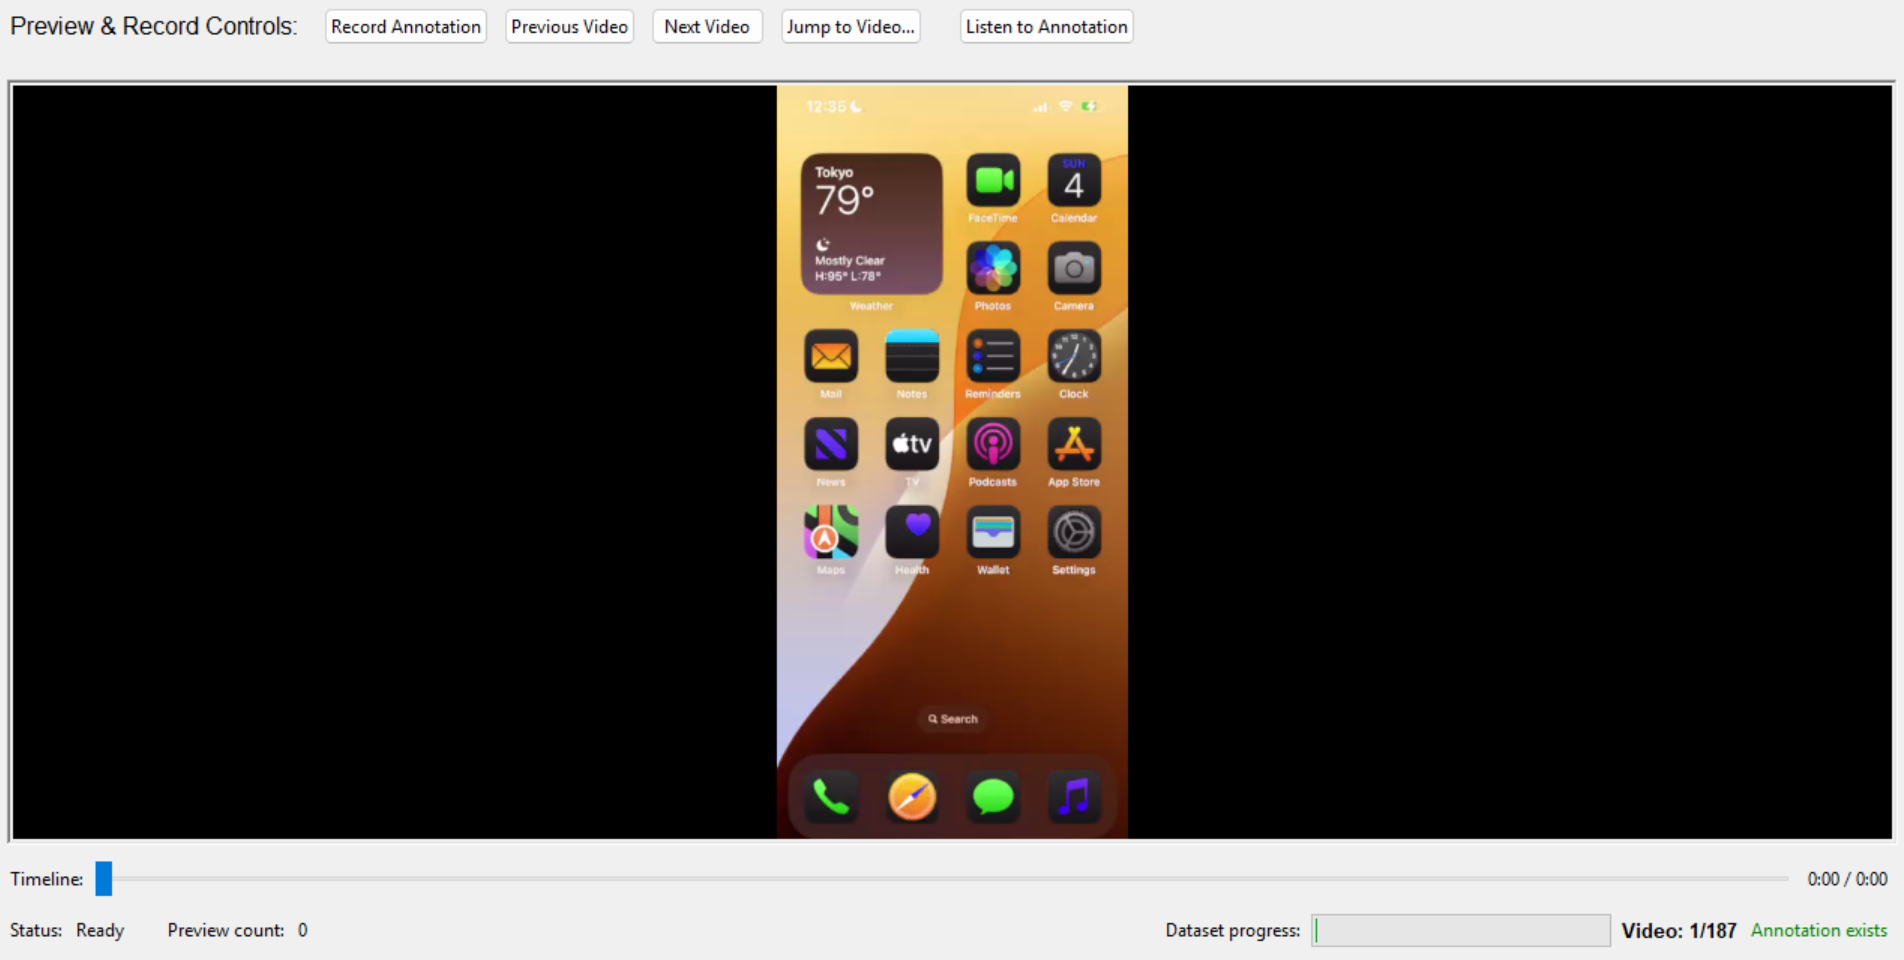 Preview & Record Controls: Record Annotation Previous Video Next Video Jump to Video... Listen to Annotation
12:35
Tokyo
79°
Mostly Clear
H:95° L:78°
Weather
FaceTime
SUN
4
Calendar
Photos
Camera
Mail
Notes
Reminders
Clock
News
tv
TV
Podcasts
App Store
Maps
Health
Wallet
Settings
Search
Timeline: 0:00 / 0:00
Status: Ready Preview count: 0 Dataset progress: Video: 1/187 Annotation exists